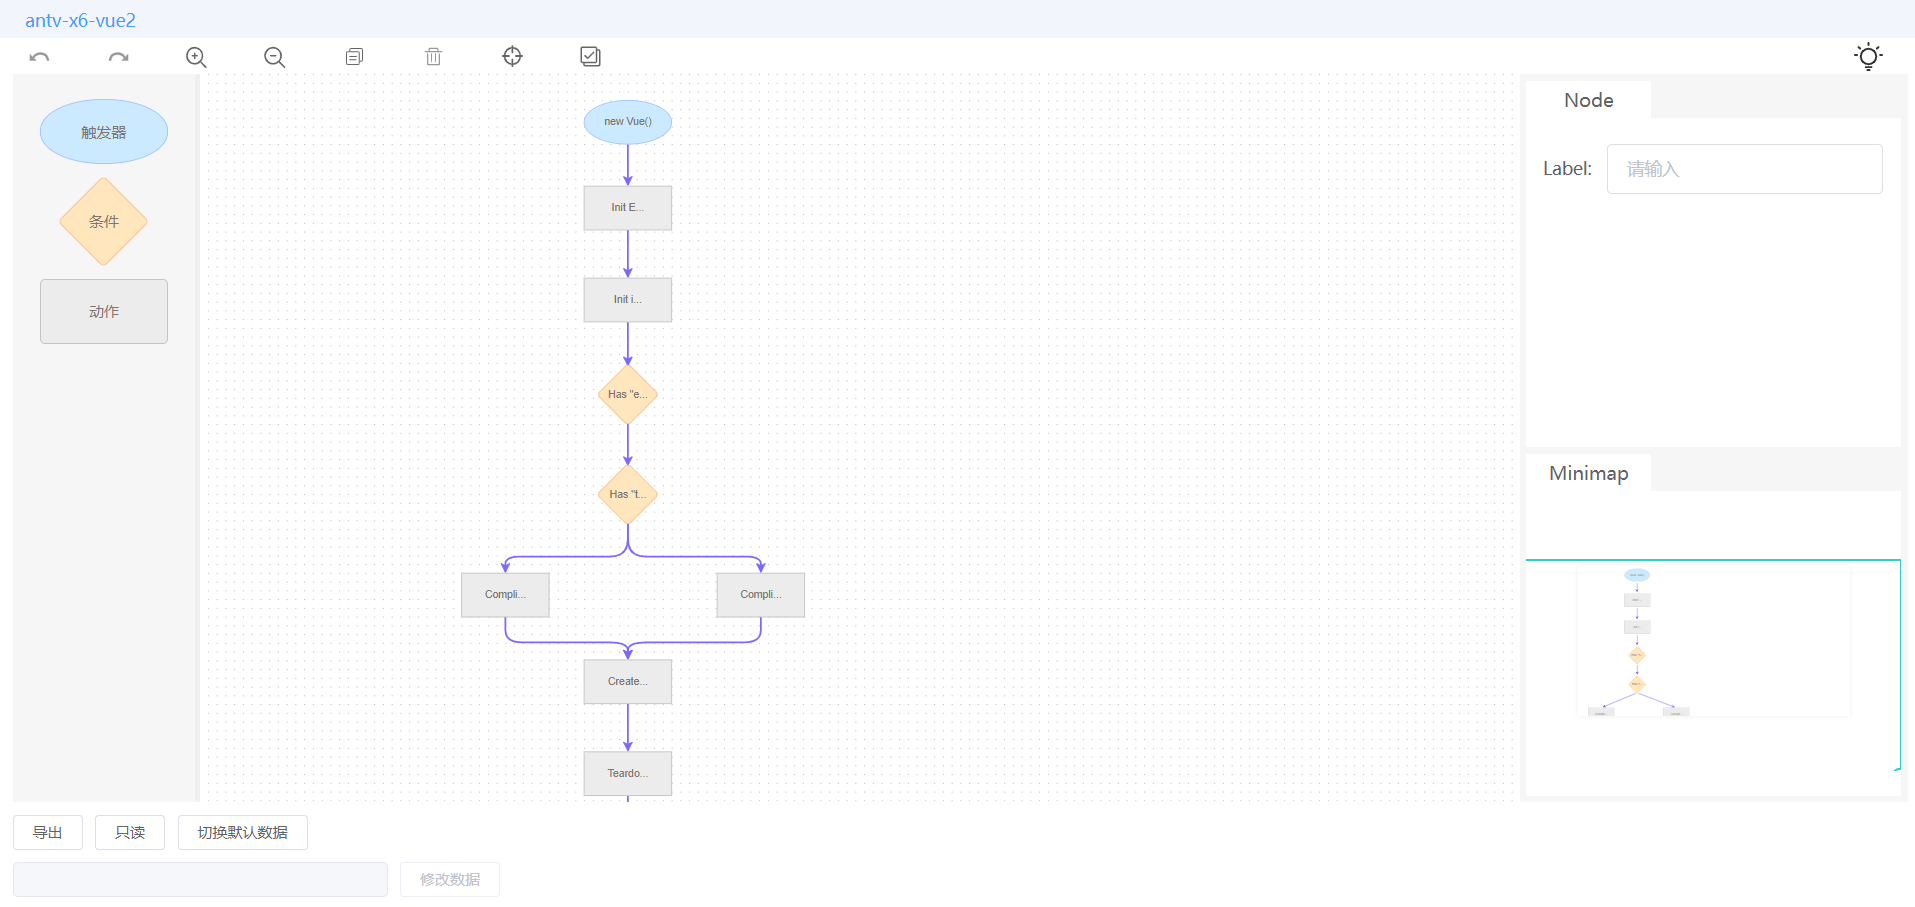 antv-x6-vue2
触发器
条件
动作
new Vue()
Init E...
Init i...
Has "e...
Has "t...
Compli...
Compli...
Create...
Teardo...
Node
Label:
请输入
Minimap
导出
只读
切换默认数据
修改数据